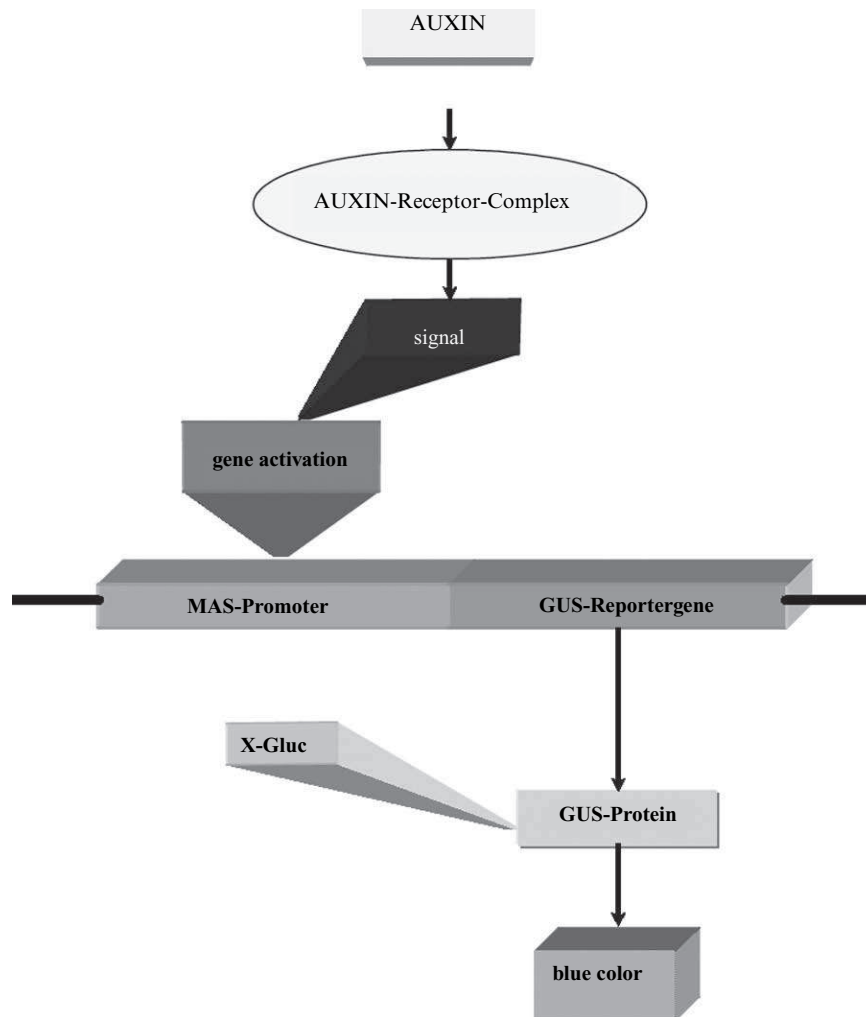 AUXIN
AUXIN-Receptor-Complex
signal
gene activation
MAS-Promoter
GUS-Reportergene
X-Gluc
GUS-Protein
blue color